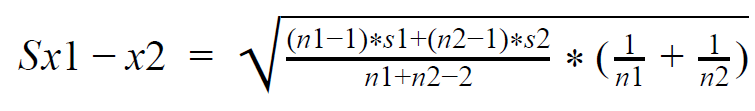 Sx1 − x2 = √((n1−1)∗s1+(n2−1)∗s2 / n1+n2−2 ∗ (1/n1 + 1/n2))